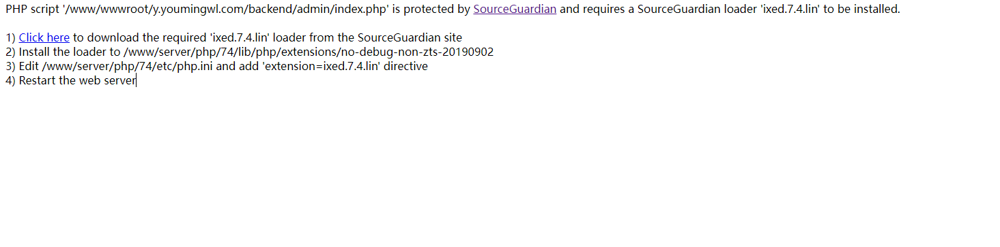 PHP script '/www/wwwroot/y.youmingwl.com/backend/admin/index.php' is protected by SourceGuardian and requires a SourceGuardian loader 'ixed.7.4.lin' to be installed.
1) Click here to download the required 'ixed.7.4.lin' loader from the SourceGuardian site
2) Install the loader to /www/server/php/74/lib/php/extensions/no-debug-non-zts-20190902
3) Edit /www/server/php/74/etc/php.ini and add 'extension=ixed.7.4.lin' directive
4) Restart the web server